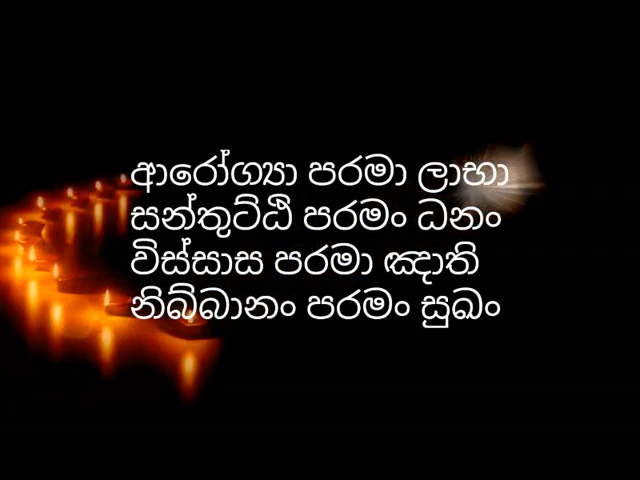 ආරෝග්‍යා පරමා ලාභා
සන්තුට්ඨි පරමං ධනං
විස්සාස පරමා ඤාති
නිබ්බානං පරමං සුඛං